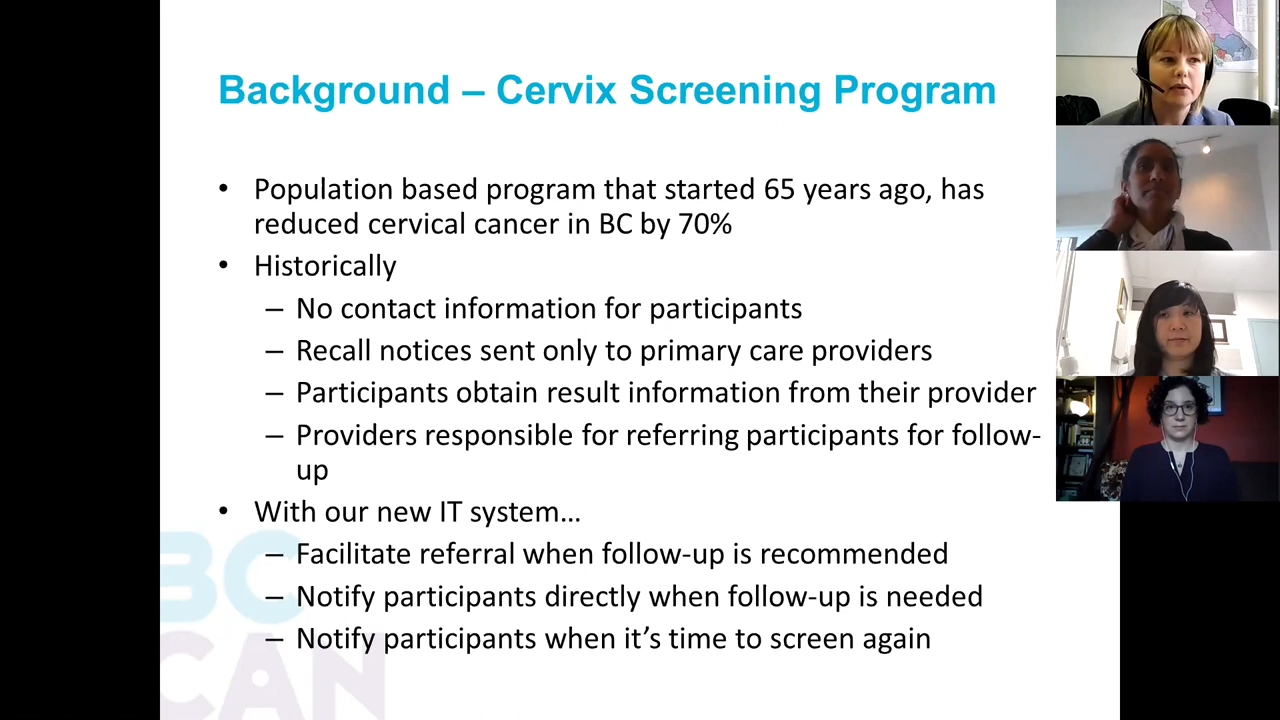 Background – Cervix Screening Program
• Population based program that started 65 years ago, has
reduced cervical cancer in BC by 70%
• Historically
– No contact information for participants
– Recall notices sent only to primary care providers
– Participants obtain result information from their provider
– Providers responsible for referring participants for follow-
up
• With our new IT system…
– Facilitate referral when follow-up is recommended
– Notify participants directly when follow-up is needed
– Notify participants when it’s time to screen again
BC
CAN